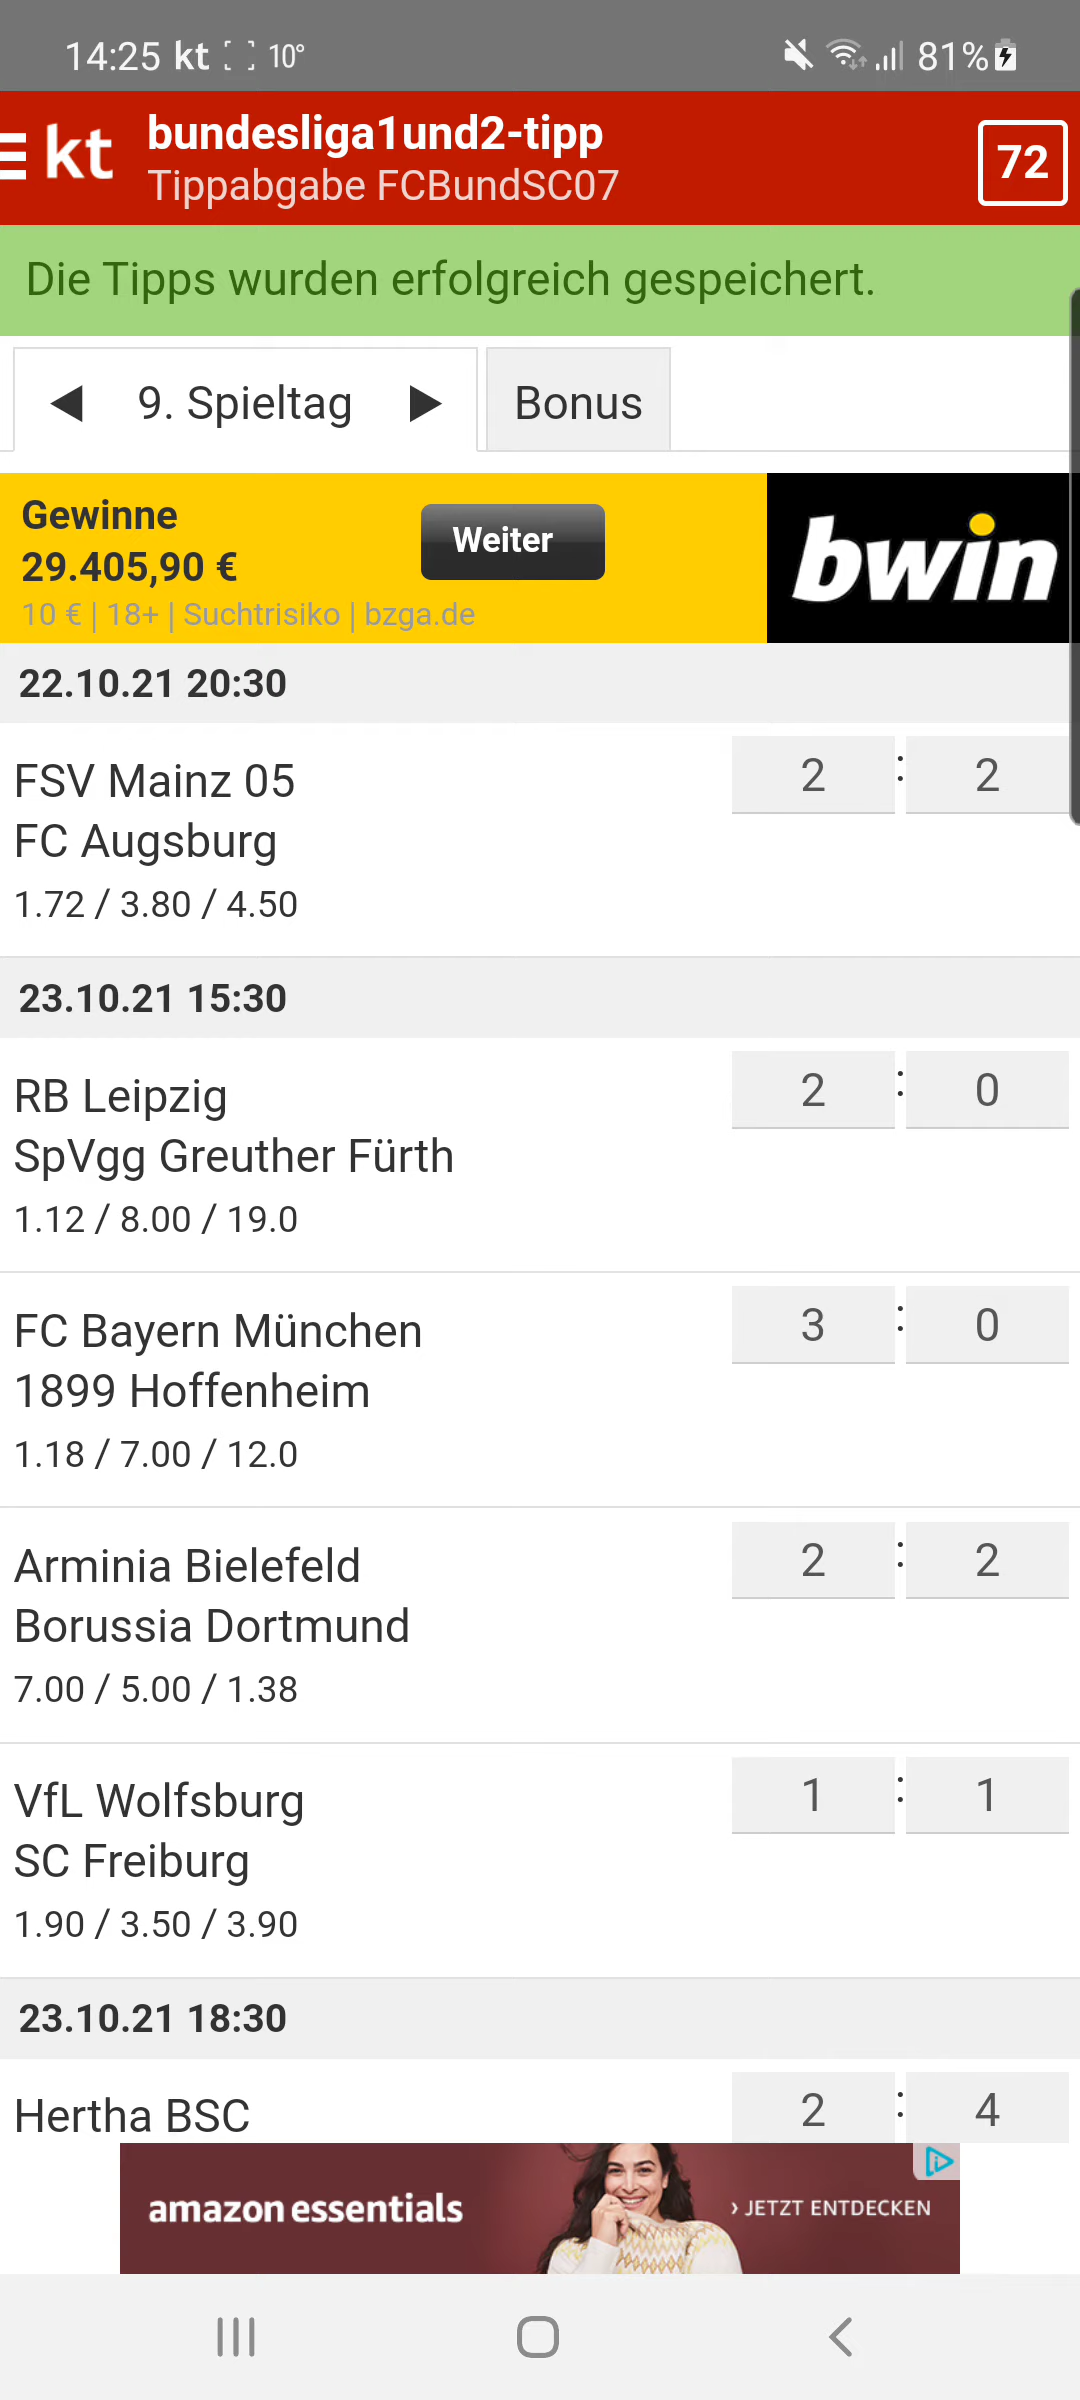 14:25 kt 10° 81%
kt bundesliga1und2-tipp 72
Tippabgabe FCBundSC07
Die Tipps wurden erfolgreich gespeichert.
9. Spieltag Bonus
Gewinne
29.405,90 €
10 € | 18+ | Suchtrisiko | bzga.de
Weiter
bwin
22.10.21 20:30
FSV Mainz 05 2 : 2
FC Augsburg
1.72 / 3.80 / 4.50
23.10.21 15:30
RB Leipzig 2 : 0
SpVgg Greuther Fürth
1.12 / 8.00 / 19.0
FC Bayern München 3 : 0
1899 Hoffenheim
1.18 / 7.00 / 12.0
Arminia Bielefeld 2 : 2
Borussia Dortmund
7.00 / 5.00 / 1.38
VfL Wolfsburg 1 : 1
SC Freiburg
1.90 / 3.50 / 3.90
23.10.21 18:30
Hertha BSC 2 : 4
amazon essentials › JETZT ENTDECKEN